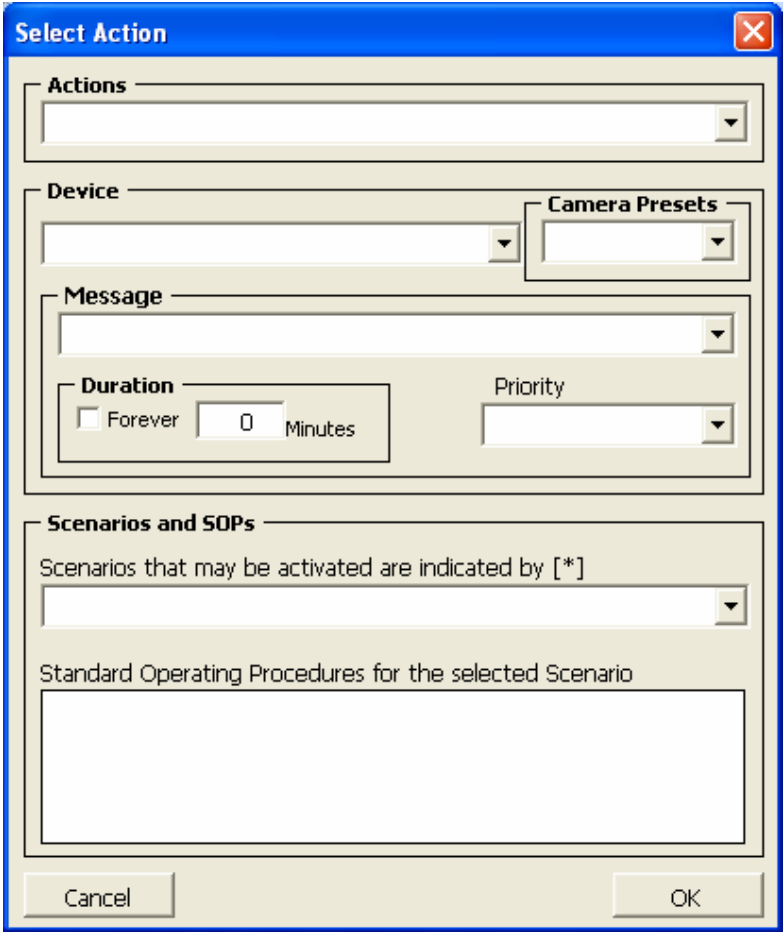 Select Action
Actions
Device
Camera Presets
Message
Duration
Priority
Forever 0 Minutes
Scenarios and SOPs
Scenarios that may be activated are indicated by [*]
Standard Operating Procedures for the selected Scenario
Cancel OK